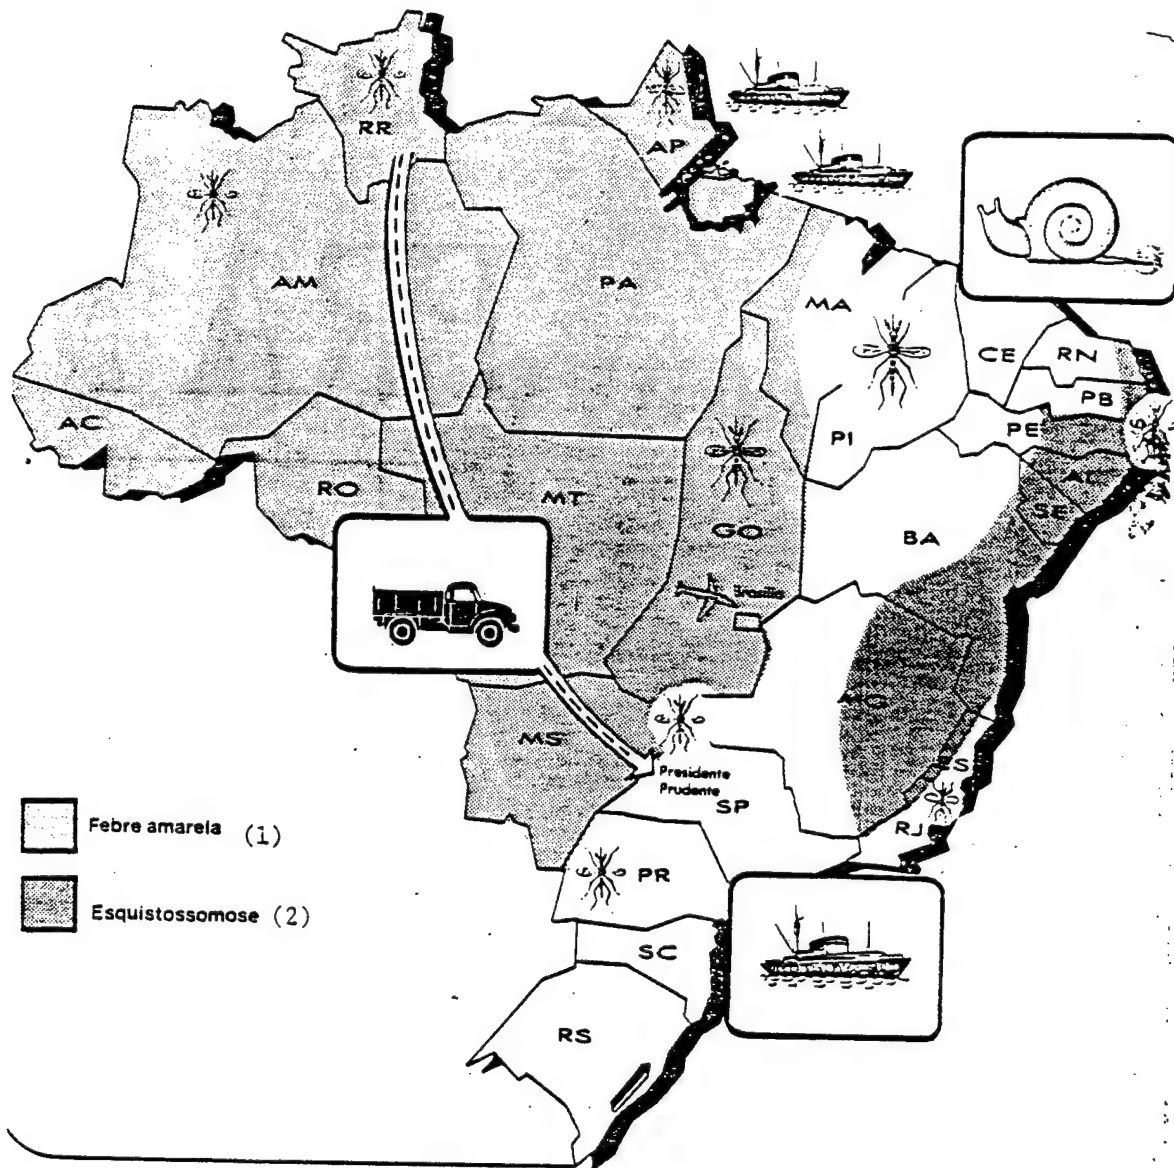 RR
AP
AM
PA
MA
CE
RN
PB
AC
PI
PE
RO
MT
GO
AL
SE
BA
Brasília
MG
MS
ES
Presidente
Prudente
SP
RJ
Febre amarela (1)
PR
Esquistossomose (2)
SC
RS